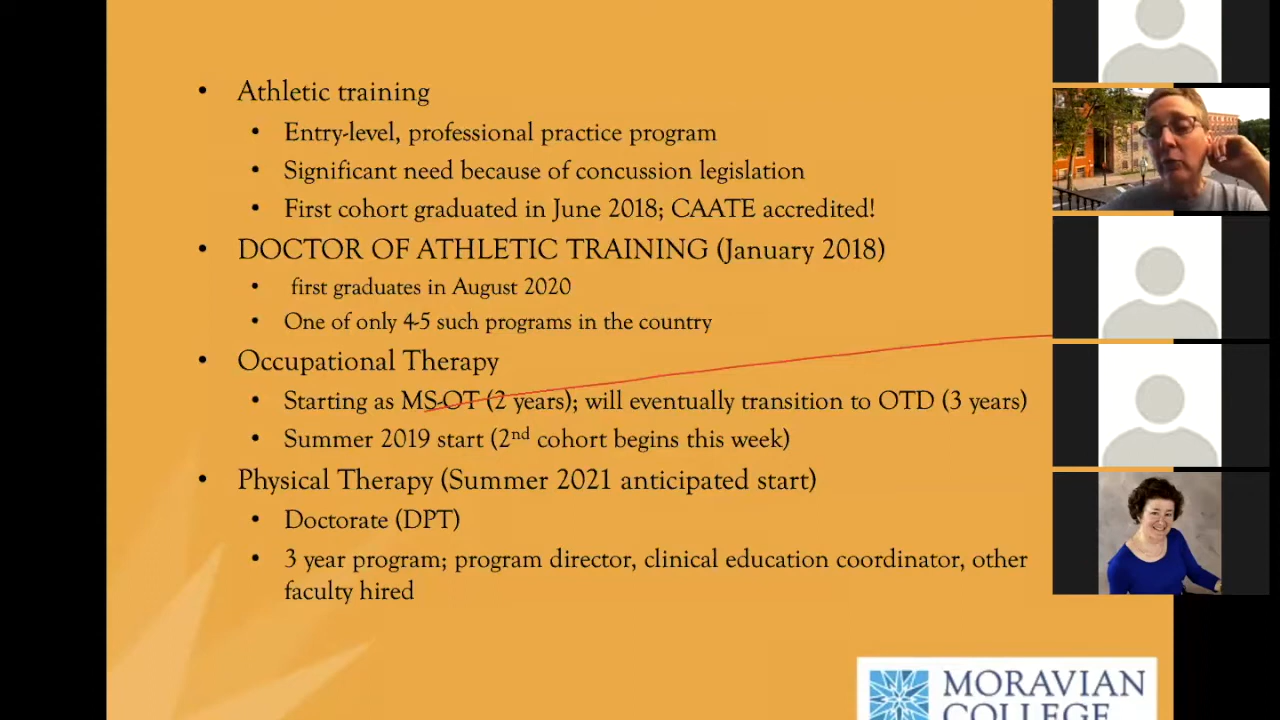 • Athletic training
• Entry-level, professional practice program
• Significant need because of concussion legislation
• First cohort graduated in June 2018; CAATE accredited!
• DOCTOR OF ATHLETIC TRAINING (January 2018)
• first graduates in August 2020
• One of only 4-5 such programs in the country
• Occupational Therapy
• Starting as MS-OT (2 years); will eventually transition to OTD (3 years)
• Summer 2019 start (2nd cohort begins this week)
• Physical Therapy (Summer 2021 anticipated start)
• Doctorate (DPT)
• 3 year program; program director, clinical education coordinator, other
faculty hired
MORAVIAN
COLLEGE